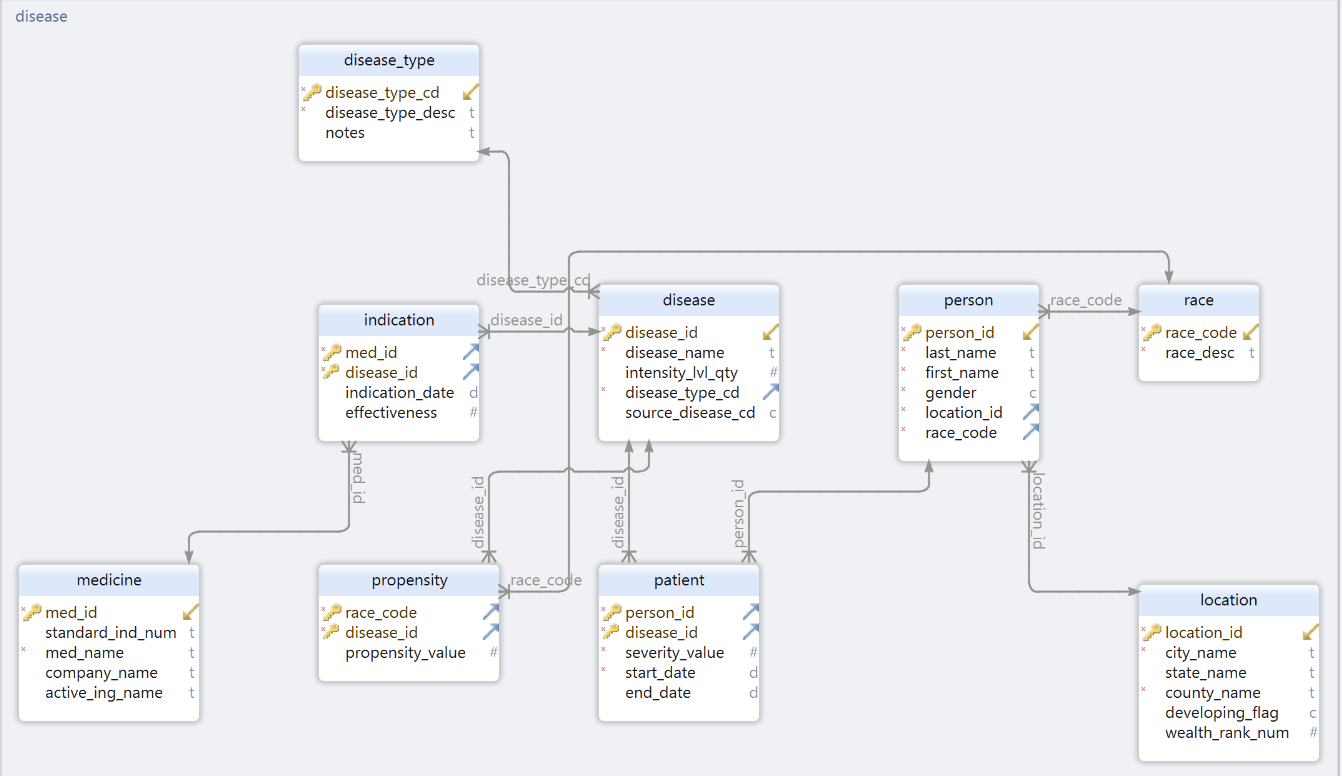 disease
disease_type
disease_type_cd
disease_type_desc t
notes t
disease_type_cd
indication
med_id
disease_id
indication_date d
effectiveness #
disease_id
disease
disease_id
disease_name t
intensity_lvl_qty #
disease_type_cd
source_disease_cd c
person
person_id
last_name t
first_name t
gender c
location_id
race_code
race_code
race
race_code
race_desc t
med_id
disease_id
disease_id
person_id
location_id
medicine
med_id
standard_ind_num t
med_name t
company_name t
active_ing_name t
propensity
race_code
disease_id
propensity_value #
race_code
patient
person_id
disease_id
severity_value #
start_date d
end_date d
location
location_id
city_name t
state_name t
county_name t
developing_flag c
wealth_rank_num #